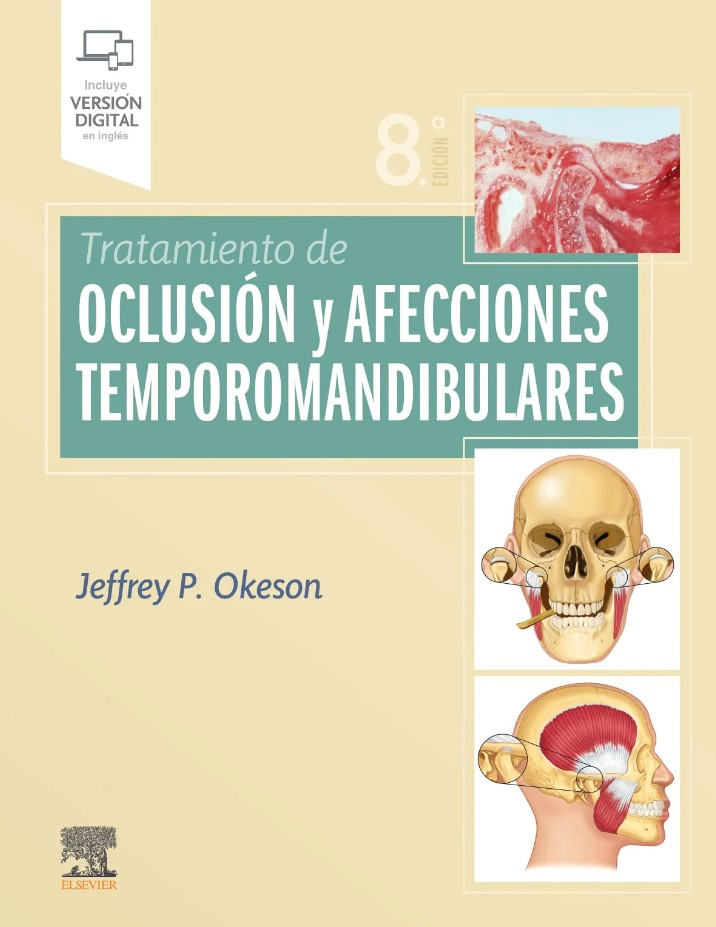 Incluye
VERSIÓN
DIGITAL
en inglés
8.ª
EDICIÓN
Tratamiento de
OCLUSIÓN y AFECCIONES
TEMPOROMANDIBULARES
Jeffrey P. Okeson
ELSEVIER